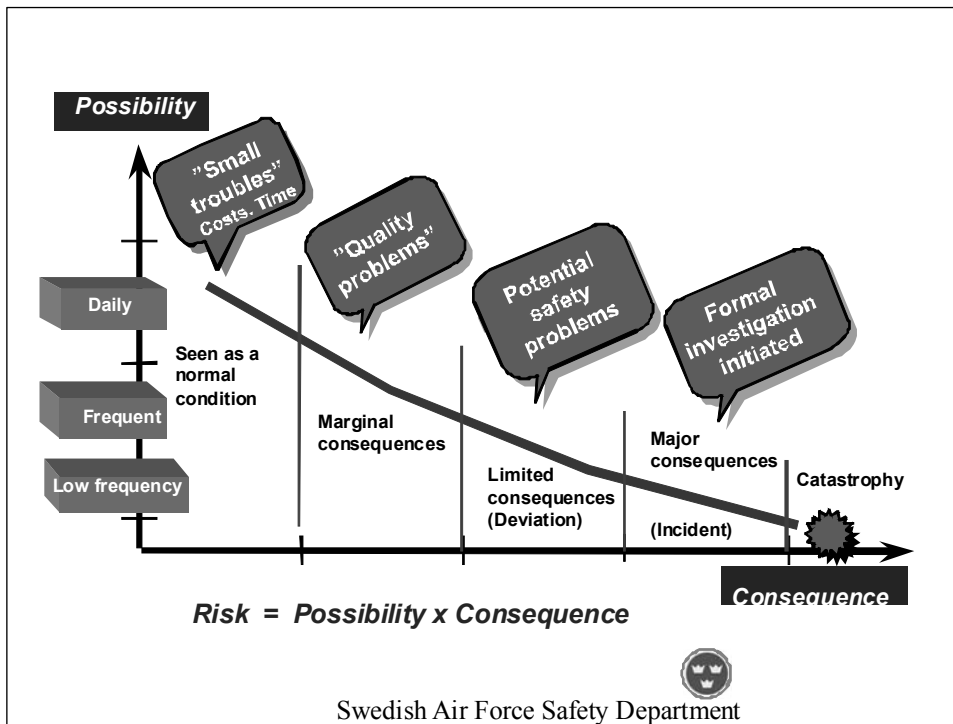 Possibility
”Small
troubles”
Costs, Time
”Quality
problems”
Potential
safety
problems
Formal
investigation
initiated
Daily
Frequent
Low frequency
Seen as a
normal
condition
Marginal
consequences
Limited
consequences
(Deviation)
Major
consequences
(Incident)
Catastrophy
Consequence
Risk = Possibility x Consequence
Swedish Air Force Safety Department